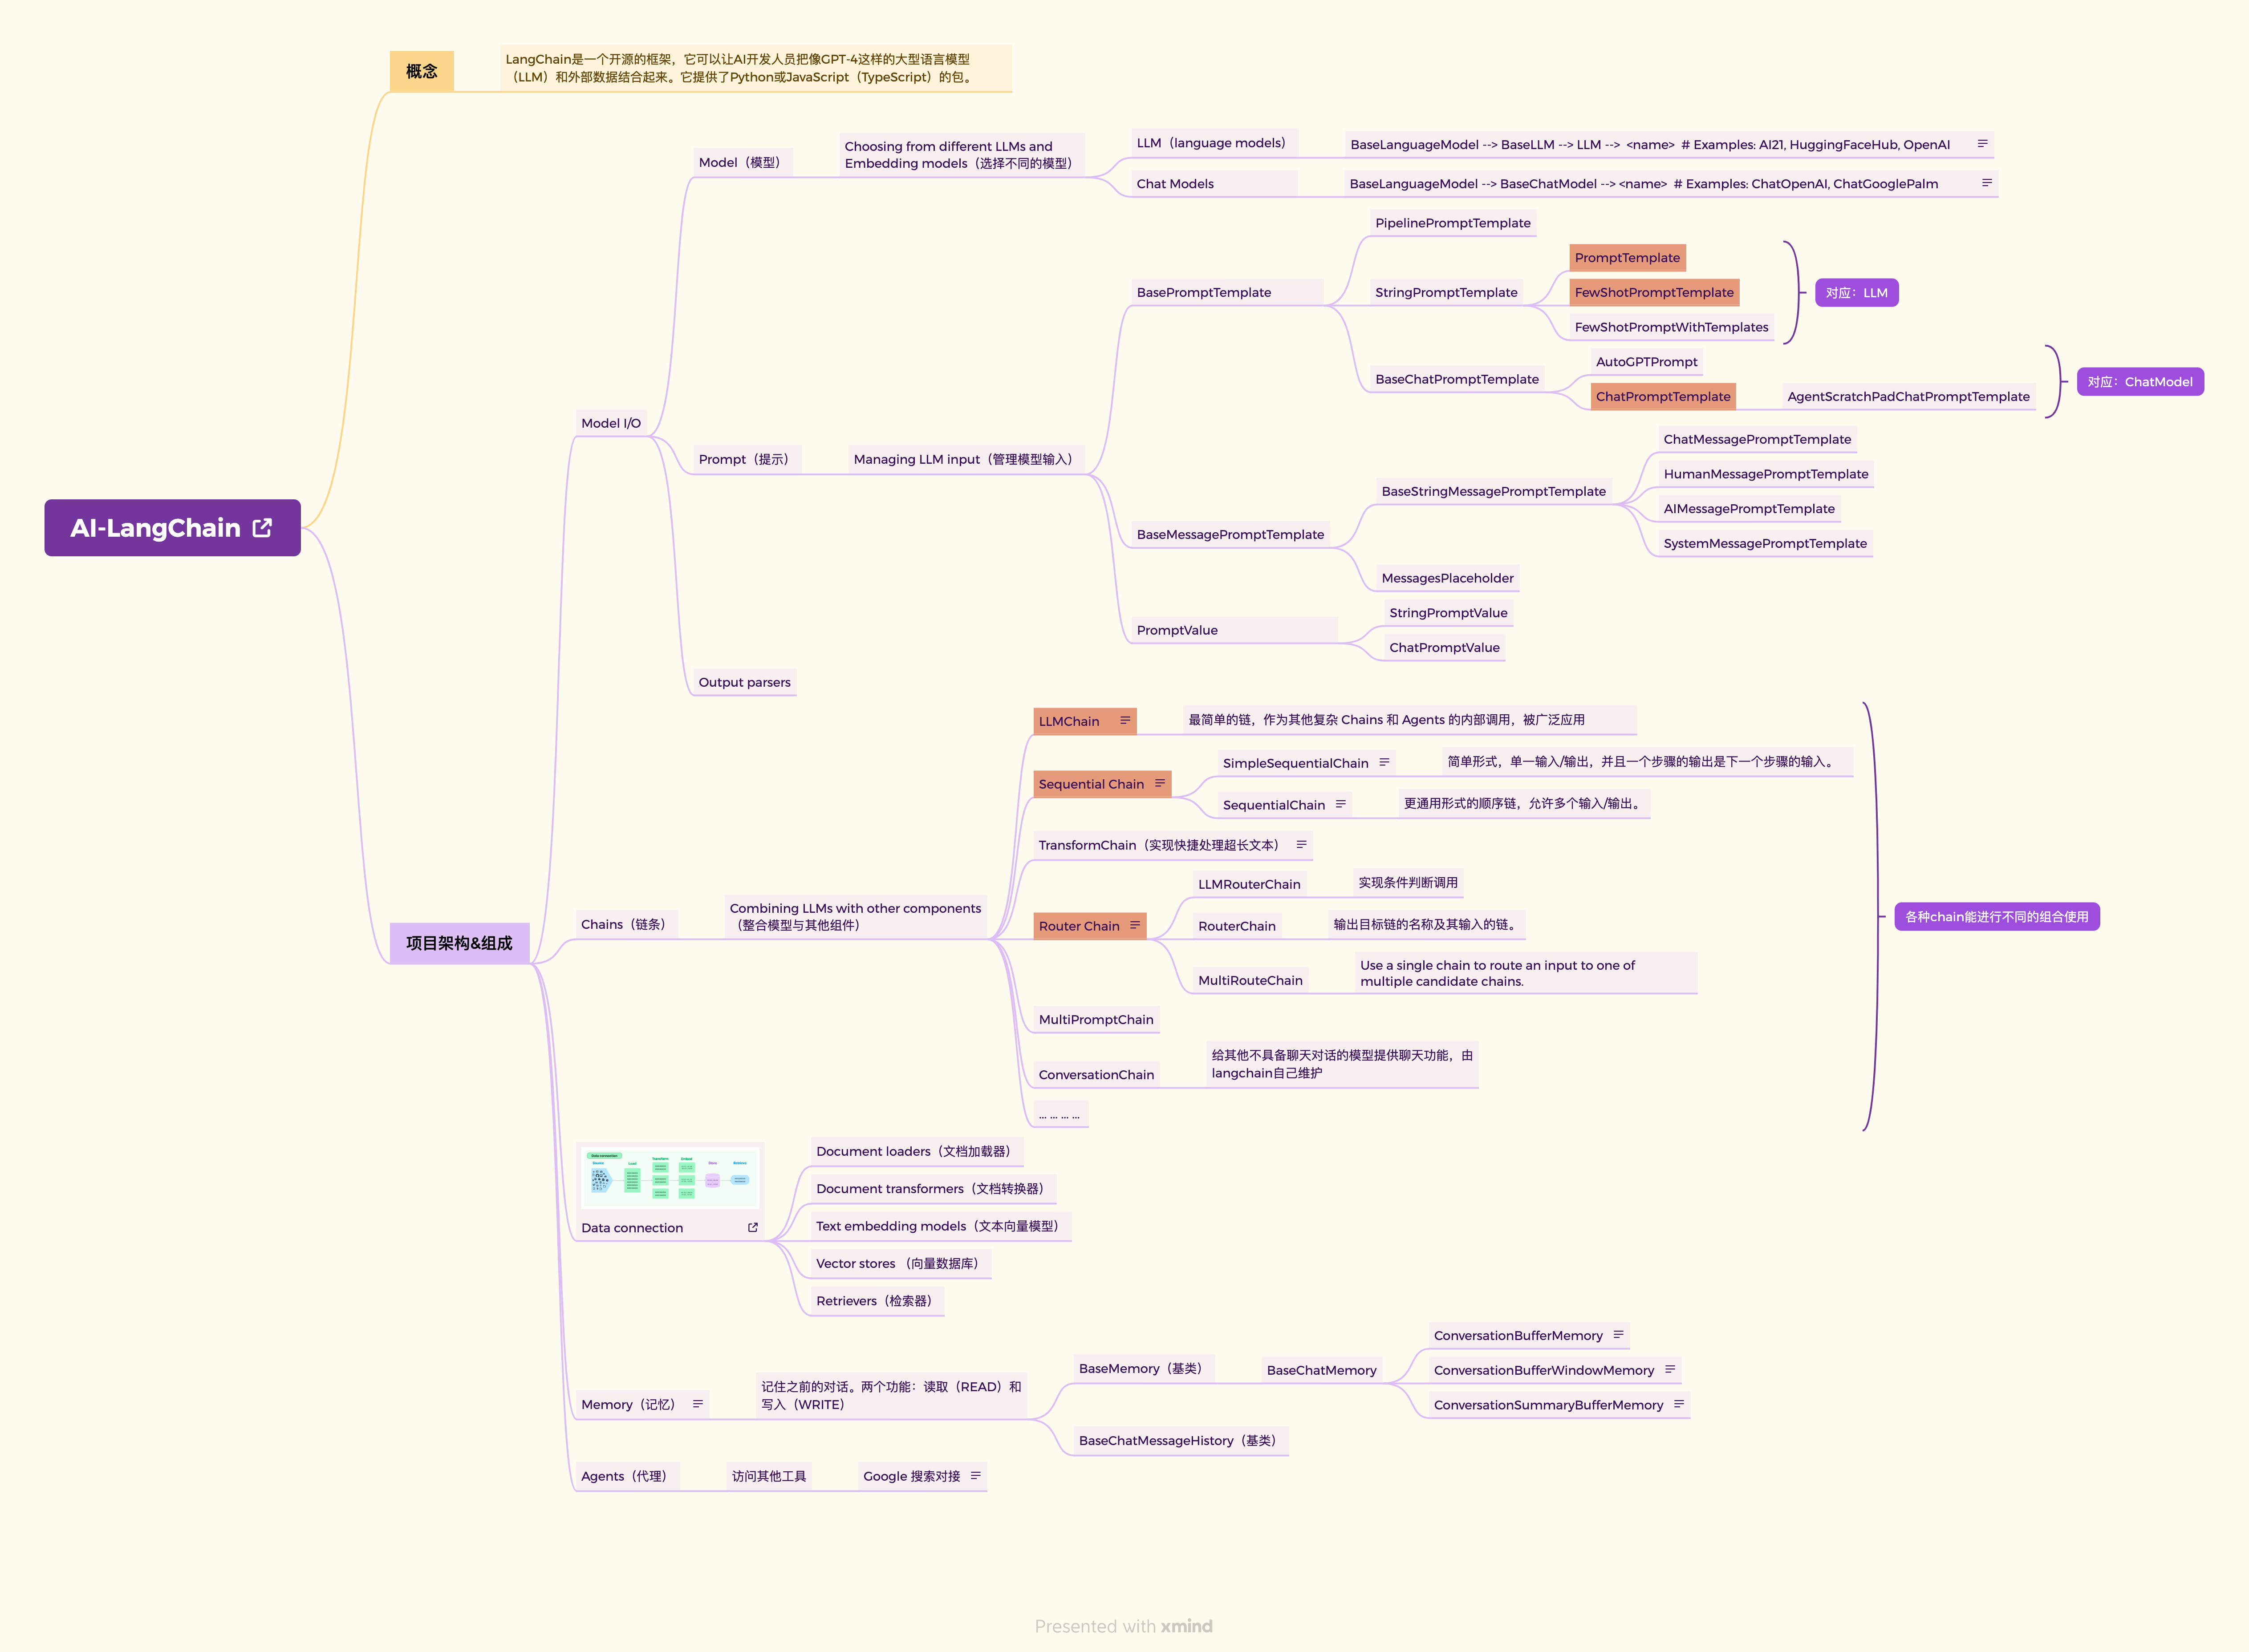 AI-LangChain
概念
LangChain是一个开源的框架，它可以让AI开发人员把像GPT-4这样的大型语言模型
（LLM）和外部数据结合起来。它提供了Python或JavaScript（TypeScript）的包。
项目架构&组成
Model I/O
Model（模型）
Choosing from different LLMs and
Embedding models（选择不同的模型）
LLM（language models）
BaseLanguageModel --> BaseLLM --> LLM -->  <name>  # Examples: AI21, HuggingFaceHub, OpenAI
Chat Models
BaseLanguageModel --> BaseChatModel --> <name>  # Examples: ChatOpenAI, ChatGooglePalm
Prompt（提示）
Managing LLM input（管理模型输入）
BasePromptTemplate
PipelinePromptTemplate
StringPromptTemplate
PromptTemplate
FewShotPromptTemplate
FewShotPromptWithTemplates
对应：LLM
BaseChatPromptTemplate
AutoGPTPrompt
ChatPromptTemplate
AgentScratchPadChatPromptTemplate
对应：ChatModel
BaseMessagePromptTemplate
BaseStringMessagePromptTemplate
ChatMessagePromptTemplate
HumanMessagePromptTemplate
AIMessagePromptTemplate
SystemMessagePromptTemplate
MessagesPlaceholder
PromptValue
StringPromptValue
ChatPromptValue
Output parsers
Chains（链条）
Combining LLMs with other components
（整合模型与其他组件）
LLMChain
最简单的链，作为其他复杂 Chains 和 Agents 的内部调用，被广泛应用
Sequential Chain
SimpleSequentialChain
简单形式，单一输入/输出，并且一个步骤的输出是下一个步骤的输入。
SequentialChain
更通用形式的顺序链，允许多个输入/输出。
TransformChain（实现快捷处理超长文本）
Router Chain
LLMRouterChain
实现条件判断调用
RouterChain
输出目标链的名称及其输入的链。
MultiRouteChain
Use a single chain to route an input to one of
multiple candidate chains.
MultiPromptChain
ConversationChain
给其他不具备聊天对话的模型提供聊天功能，由
langchain自己维护
... ... ... ...
各种chain能进行不同的组合使用
Data connection
Data connection
Source
Load
Transform
Embed
Store
Retrieve
Document loaders（文档加载器）
Document transformers（文档转换器）
Text embedding models（文本向量模型）
Vector stores （向量数据库）
Retrievers（检索器）
Memory（记忆）
记住之前的对话。两个功能：读取（READ）和
写入（WRITE）
BaseMemory（基类）
BaseChatMemory
ConversationBufferMemory
ConversationBufferWindowMemory
ConversationSummaryBufferMemory
BaseChatMessageHistory（基类）
Agents（代理）
访问其他工具
Google 搜索对接
Presented with xmind